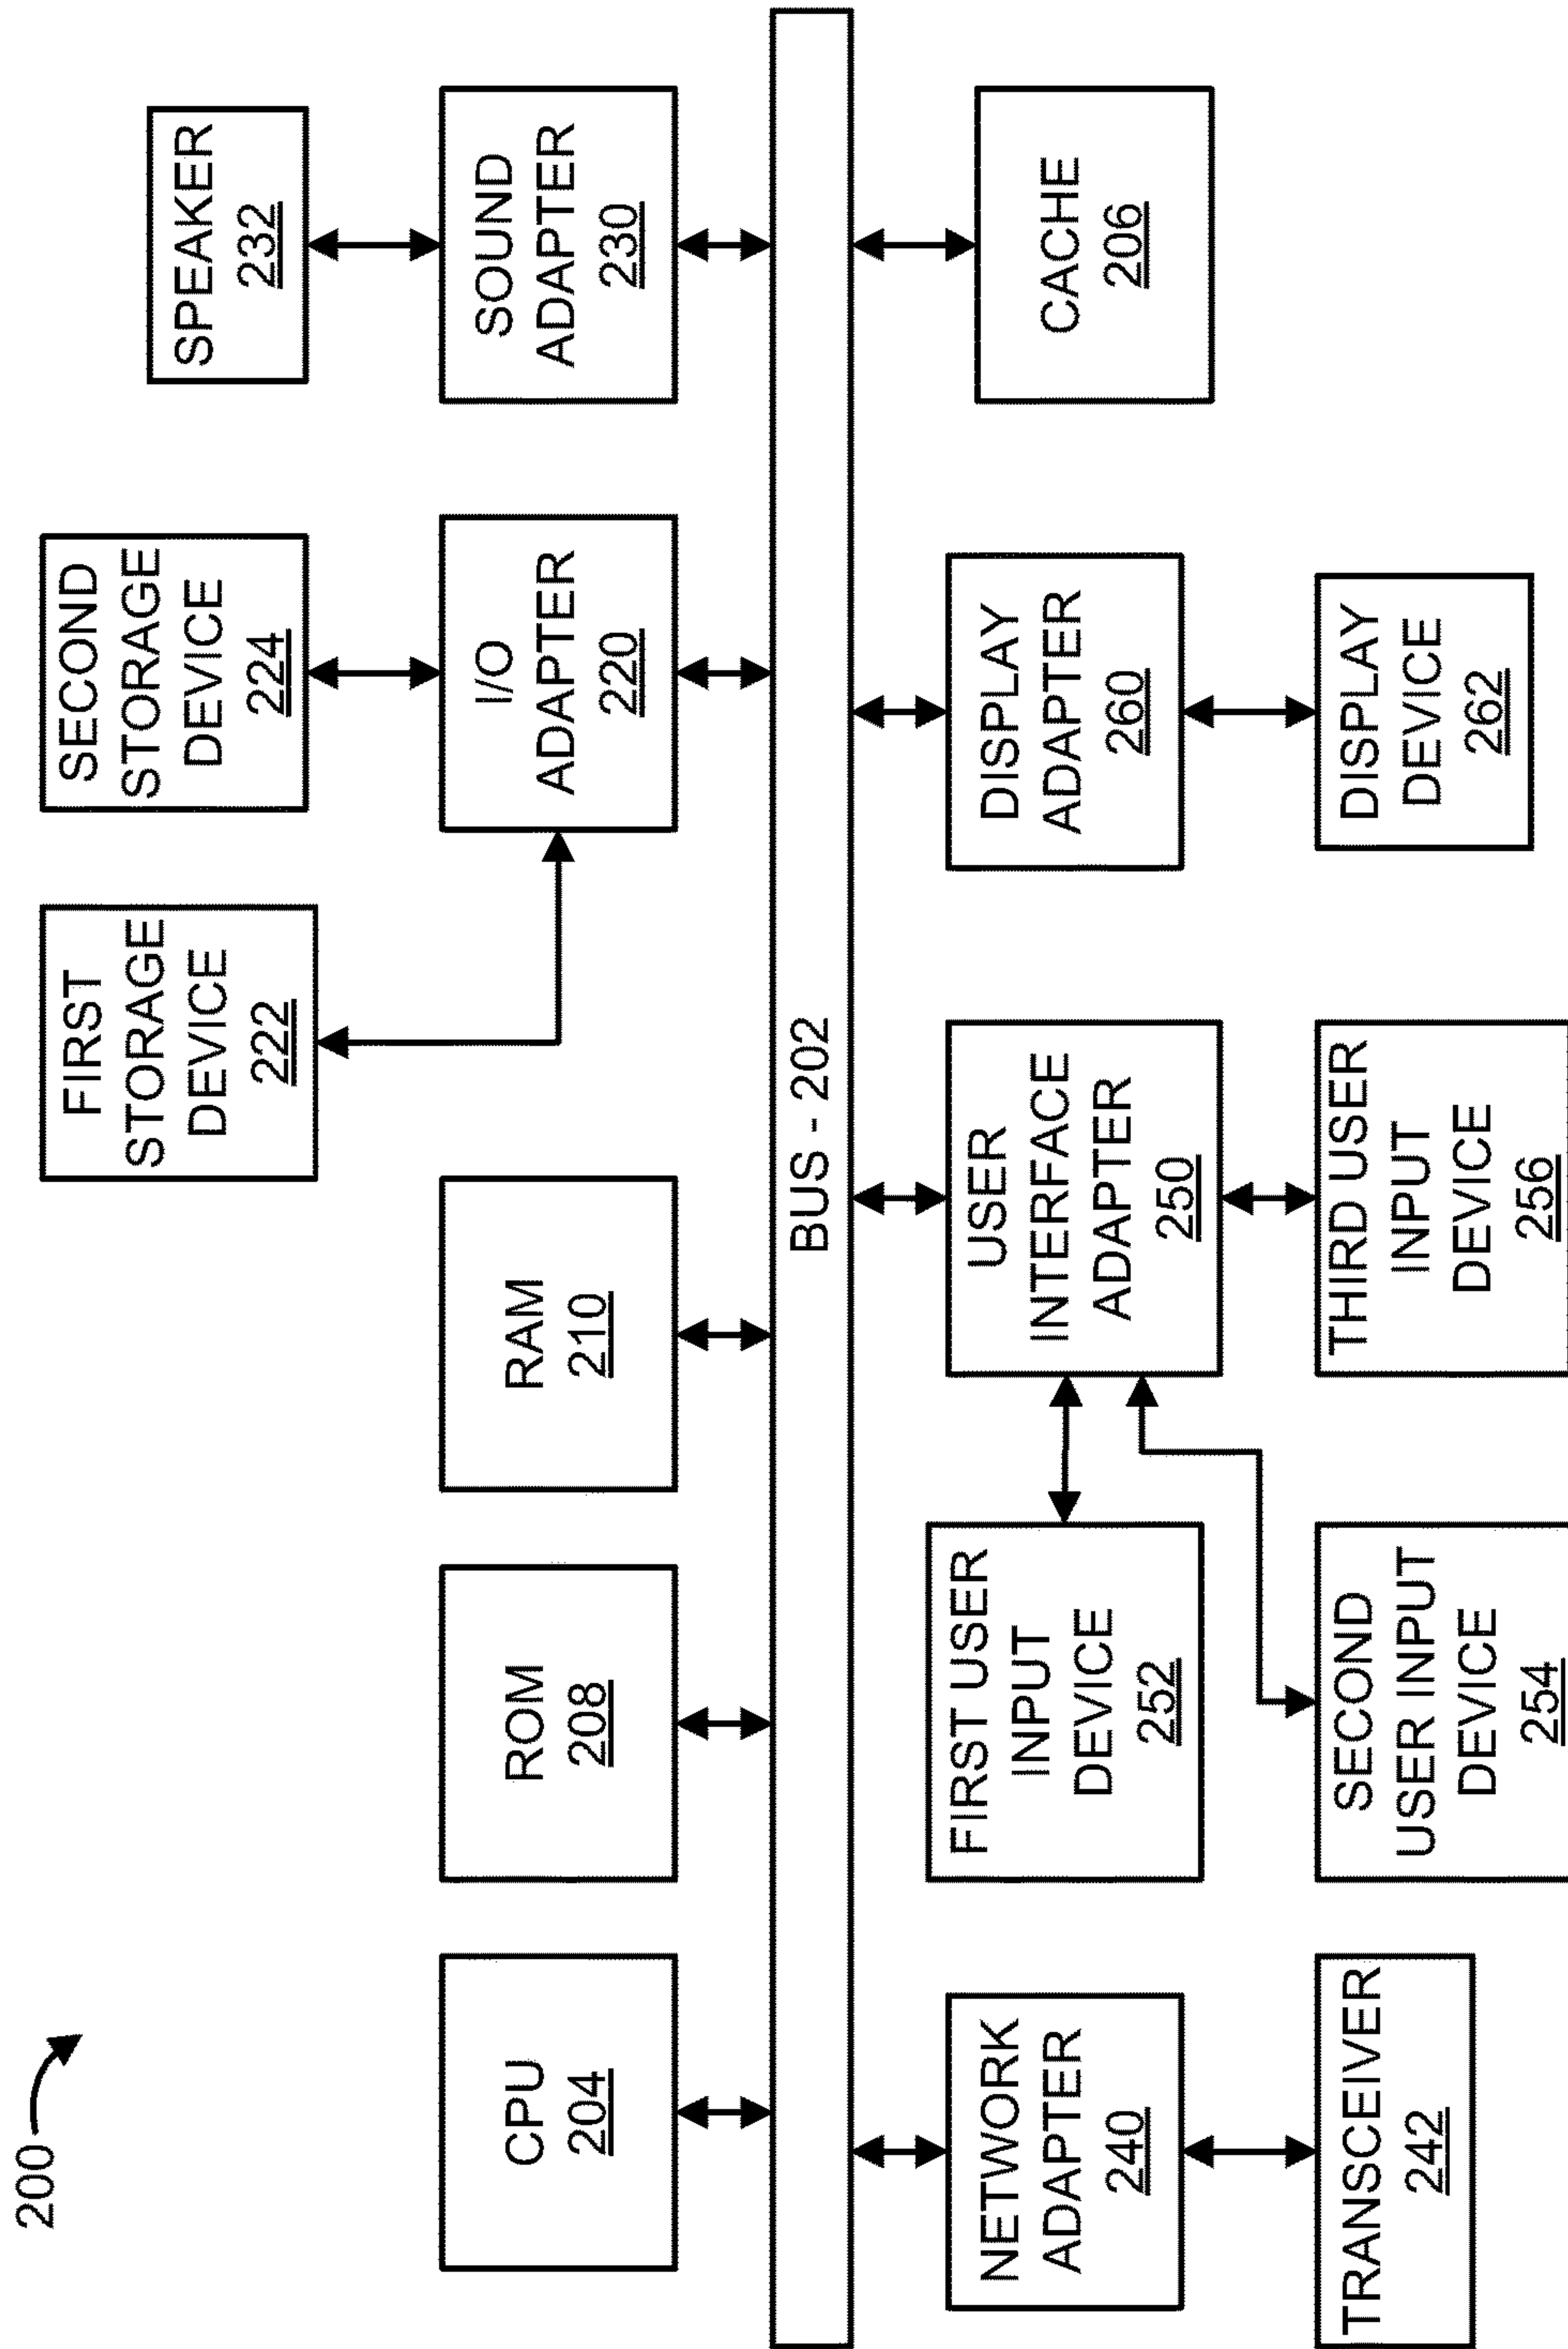 200
CPU
204
ROM
208
RAM
210
FIRST
STORAGE
DEVICE
222
SECOND
STORAGE
DEVICE
224
I/O
ADAPTER
220
SPEAKER
232
SOUND
ADAPTER
230
BUS - 202
NETWORK
ADAPTER
240
TRANSCEIVER
242
FIRST USER
INPUT
DEVICE
252
SECOND
USER INPUT
DEVICE
254
USER
INTERFACE
ADAPTER
250
THIRD USER
INPUT
DEVICE
256
DISPLAY
ADAPTER
260
DISPLAY
DEVICE
262
CACHE
206